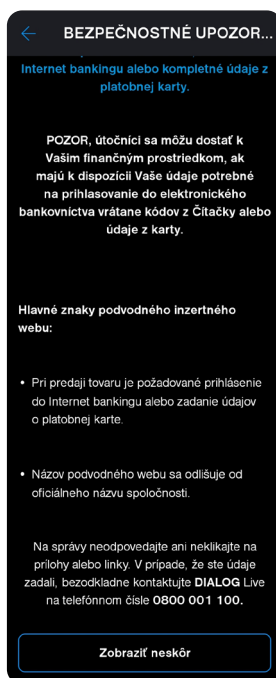 BEZPEČNOSTNÉ UPOZOR...
Internet bankingu alebo kompletné údaje z
platobnej karty.
POZOR, útočníci sa môžu dostať k
Vašim finančným prostriedkom, ak
majú k dispozícii Vaše údaje potrebné
na prihlasovanie do elektronického
bankovníctva vrátane kódov z Čítačky alebo
údaje z karty.
Hlavné znaky podvodného inzertného
webu:
• Pri predaji tovaru je požadované prihlásenie
do Internet bankingu alebo zadanie údajov
o platobnej karte.
• Názov podvodného webu sa odlišuje od
oficiálneho názvu spoločnosti.
Na správy neodpovedajte ani neklikajte na
prílohy alebo linky. V prípade, že ste údaje
zadali, bezodkladne kontaktujte DIALOG Live
na telefónnom čísle 0800 001 100.
Zobraziť neskôr